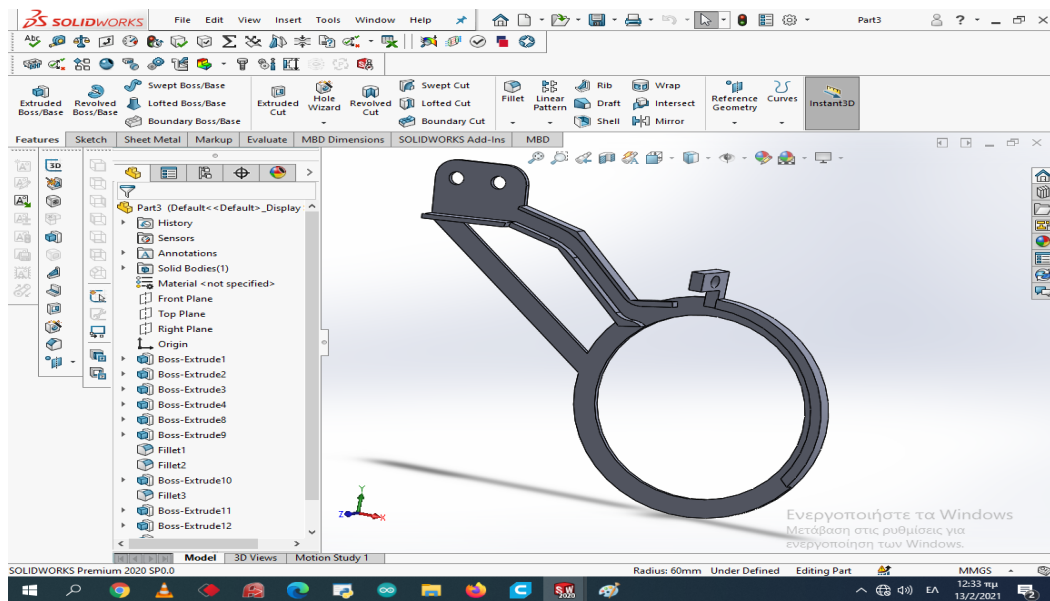 SOLIDWORKS File Edit View Insert Tools Window Help Part3
Swept Boss/Base Swept Cut Rib Wrap
Extruded Boss/Base Revolved Boss/Base Lofted Boss/Base Extruded Cut Hole Wizard Revolved Cut Lofted Cut Fillet Linear Pattern Draft Intersect Reference Geometry Curves Instant3D
Boundary Boss/Base Boundary Cut Shell Mirror
Features Sketch Sheet Metal Markup Evaluate MBD Dimensions SOLIDWORKS Add-Ins MBD
Part3 (Default<<Default>_Display
History
Sensors
Annotations
Solid Bodies(1)
Material <not specified>
Front Plane
Top Plane
Right Plane
Origin
Boss-Extrude1
Boss-Extrude2
Boss-Extrude3
Boss-Extrude4
Boss-Extrude8
Boss-Extrude9
Fillet1
Fillet2
Boss-Extrude10
Fillet3
Boss-Extrude11
Boss-Extrude12
Y
Z X
Ενεργοποιήστε τα Windows
Μετάβαση στις ρυθμίσεις για
ενεργοποίηση των Windows.
Model 3D Views Motion Study 1
SOLIDWORKS Premium 2020 SP0.0 Radius: 60mm Under Defined Editing Part MMGS
ΕΛ 12:33 πμ
13/2/2021